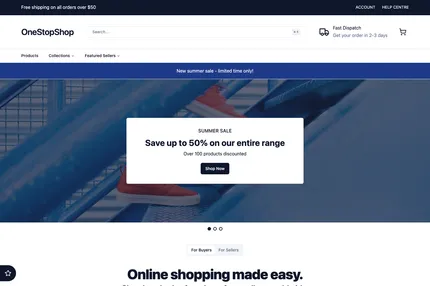 Free shipping on all orders over $50
ACCOUNT
HELP CENTRE
OneStopShop
Search...
Fast Dispatch
Get your order in 2-3 days
Products
Collections
Featured Sellers
New summer sale - limited time only!
SUMMER SALE
Save up to 50% on our entire range
Over 100 products discounted
Shop Now
For Buyers
For Sellers
Online shopping made easy.